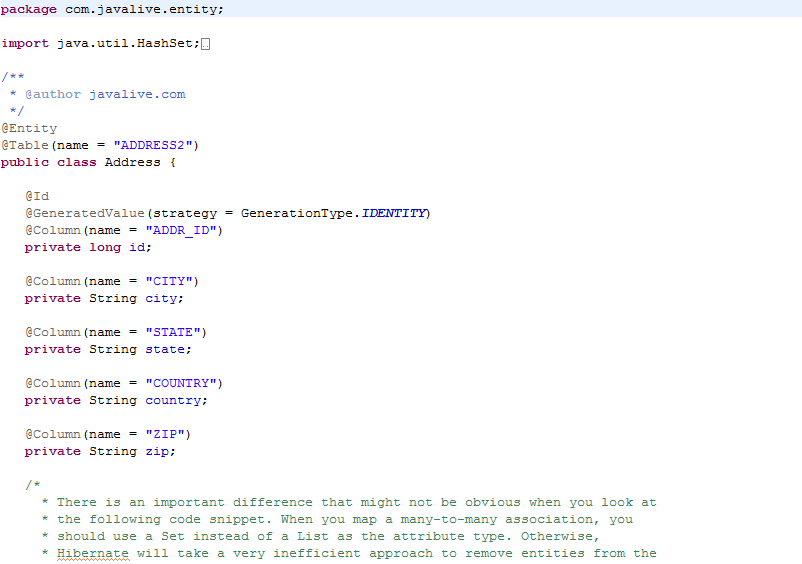 package com.javalive.entity;
import java.util.HashSet;
/**
 * @author javalive.com
 */
@Entity
@Table(name = "ADDRESS2")
public class Address {
@Id
@GeneratedValue(strategy = GenerationType.IDENTITY)
@Column(name = "ADDR_ID")
private long id;
@Column(name = "CITY")
private String city;
@Column(name = "STATE")
private String state;
@Column(name = "COUNTRY")
private String country;
@Column(name = "ZIP")
private String zip;
/*
 * There is an important difference that might not be obvious when you look at
 * the following code snippet. When you map a many-to-many association, you
 * should use a Set instead of a List as the attribute type. Otherwise,
 * Hibernate will take a very inefficient approach to remove entities from the